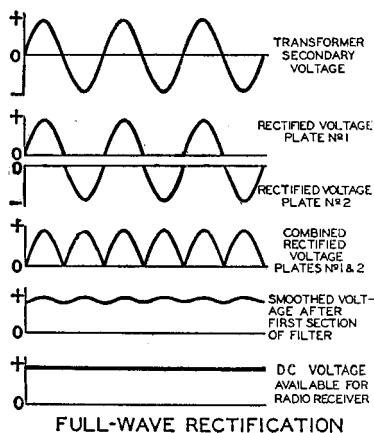 +
0
−
TRANSFORMER
SECONDARY
VOLTAGE
+
0
RECTIFIED VOLTAGE
PLATE Nº1
0
−
RECTIFIED VOLTAGE
PLATE Nº2
+
0
COMBINED
RECTIFIED
VOLTAGE
PLATES Nº1&2
+
0
SMOOTHED VOLT-
AGE AFTER
FIRST SECTION
OF FILTER
+
0
DC VOLTAGE
AVAILABLE FOR
RADIO RECEIVER
FULL-WAVE RECTIFICATION